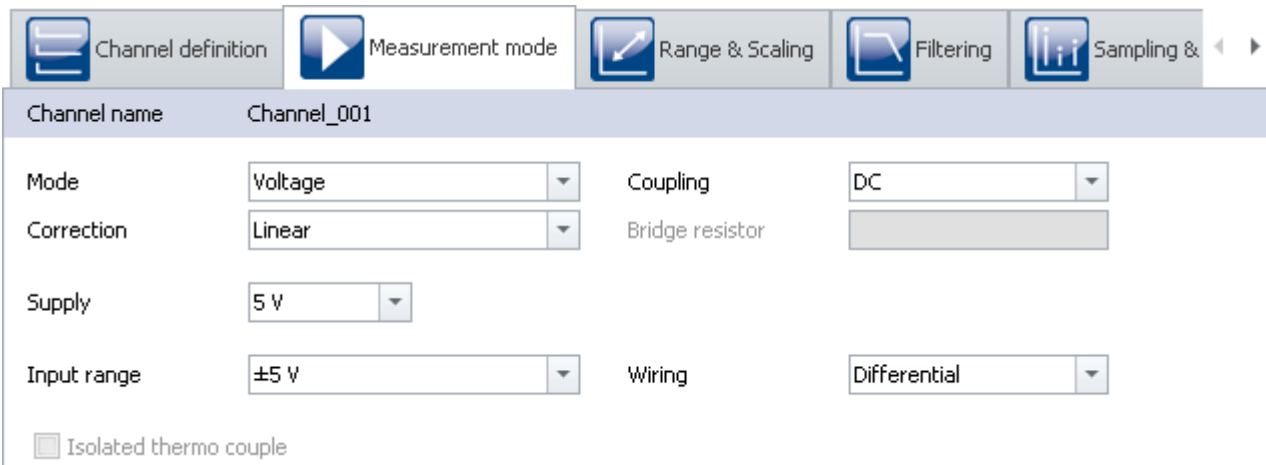 Channel definition Measurement mode Range & Scaling Filtering Sampling &
Channel name Channel_001
Mode Voltage Coupling DC
Correction Linear Bridge resistor
Supply 5 V
Input range ±5 V Wiring Differential
Isolated thermo couple